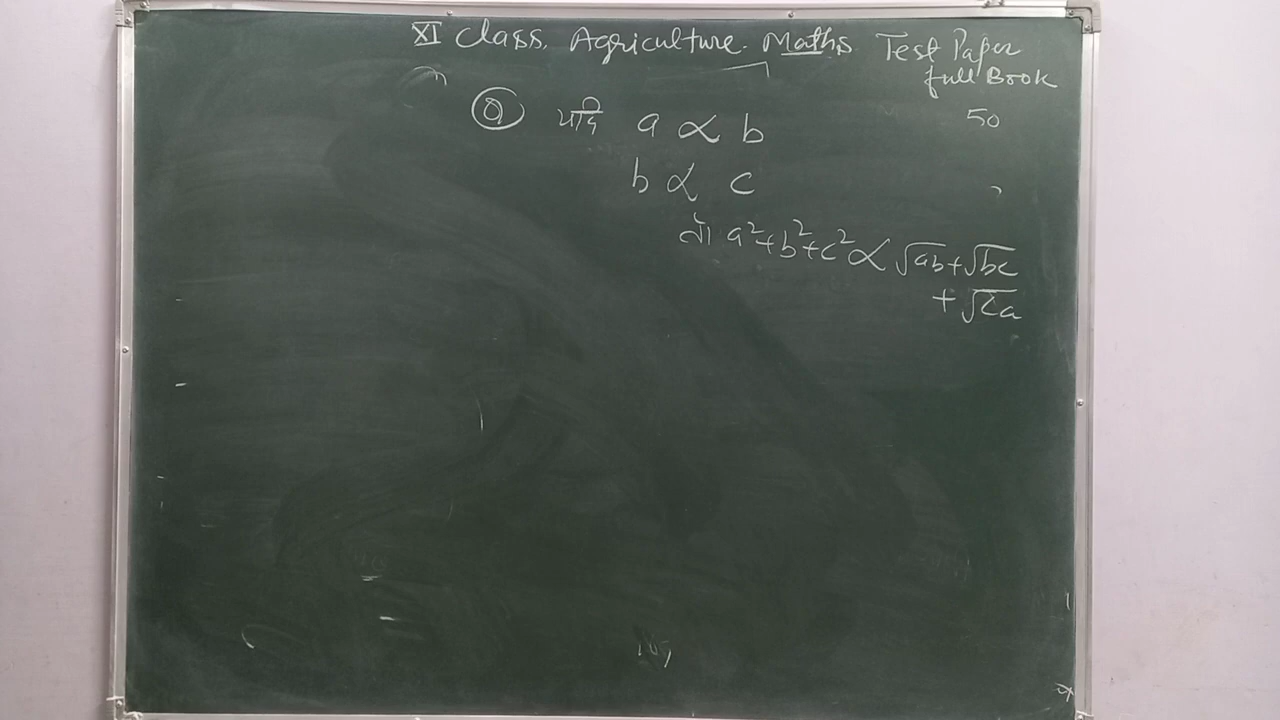 XI Class. Agriculture. Maths Test Paper
full Book
Ⓠ यदि a ∝ b 50
b ∝ c
तो a²+b²+c² ∝ √ab+√bc
+ √ca